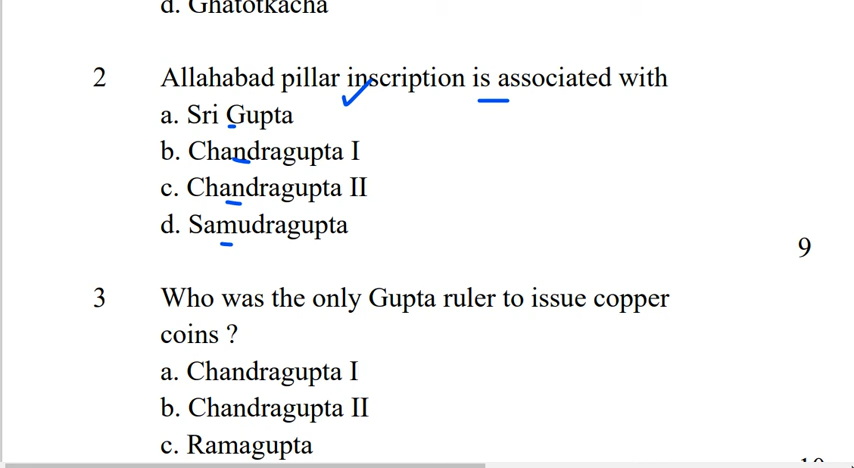 d. Ghatotkacha
2 Allahabad pillar inscription is associated with
a. Sri Gupta
b. Chandragupta I
c. Chandragupta II
d. Samudragupta
9
3 Who was the only Gupta ruler to issue copper
coins ?
a. Chandragupta I
b. Chandragupta II
c. Ramagupta